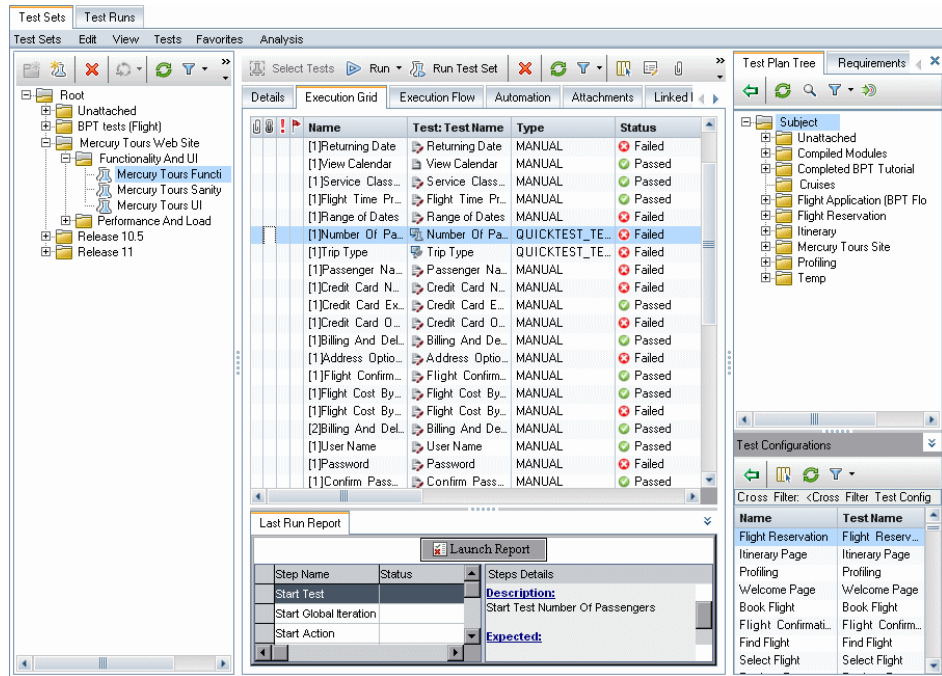 Test Sets Test Runs
Test Sets Edit View Tests Favorites Analysis
Root
Unattached
BPT tests (Flight)
Mercury Tours Web Site
Functionality And UI
Mercury Tours Functi
Mercury Tours Sanity
Mercury Tours UI
Performance And Load
Release 10.5
Release 11
Select Tests Run Run Test Set
Details Execution Grid Execution Flow Automation Attachments Linked
Name Test: Test Name Type Status
[1]Returning Date Returning Date MANUAL Failed
[1]View Calendar View Calendar MANUAL Passed
[1]Service Class... Service Class... MANUAL Passed
[1]Flight Time Pr... Flight Time Pr... MANUAL Passed
[1]Range of Dates Range of Dates MANUAL Failed
[1]Number Of Pa... Number Of Pa... QUICKTEST_TE... Failed
[1]Trip Type Trip Type QUICKTEST_TE... Failed
[1]Passenger Na... Passenger Na... MANUAL Failed
[1]Credit Card N... Credit Card N... MANUAL Failed
[1]Credit Card Ex... Credit Card E... MANUAL Passed
[1]Credit Card O... Credit Card O... MANUAL Failed
[1]Billing And Del... Billing And De... MANUAL Passed
[1]Address Optio... Address Optio... MANUAL Failed
[1]Flight Confirm... Flight Confirm... MANUAL Passed
[1]Flight Cost By... Flight Cost By... MANUAL Passed
[1]Flight Cost By... Flight Cost By... MANUAL Failed
[2]Billing And Del... Billing And De... MANUAL Passed
[1]User Name User Name MANUAL Passed
[1]Password Password MANUAL Failed
[1]Confirm Pass... Confirm Pass... MANUAL Passed
Last Run Report
Launch Report
Step Name Status
Start Test
Start Global Iteration
Start Action
Steps Details
Description:
Start Test Number Of Passengers
Expected:
Test Plan Tree Requirements
Subject
Unattached
Compiled Modules
Completed BPT Tutorial
Cruises
Flight Application (BPT Flo
Flight Reservation
Itinerary
Mercury Tours Site
Profiling
Temp
Test Configurations
Cross Filter: <Cross Filter Test Config
Name Test Name
Flight Reservation Flight Reserv...
Itinerary Page Itinerary Page
Profiling Profiling
Welcome Page Welcome Page
Book Flight Book Flight
Flight Confirmati... Flight Confirm...
Find Flight Find Flight
Select Flight Select Flight